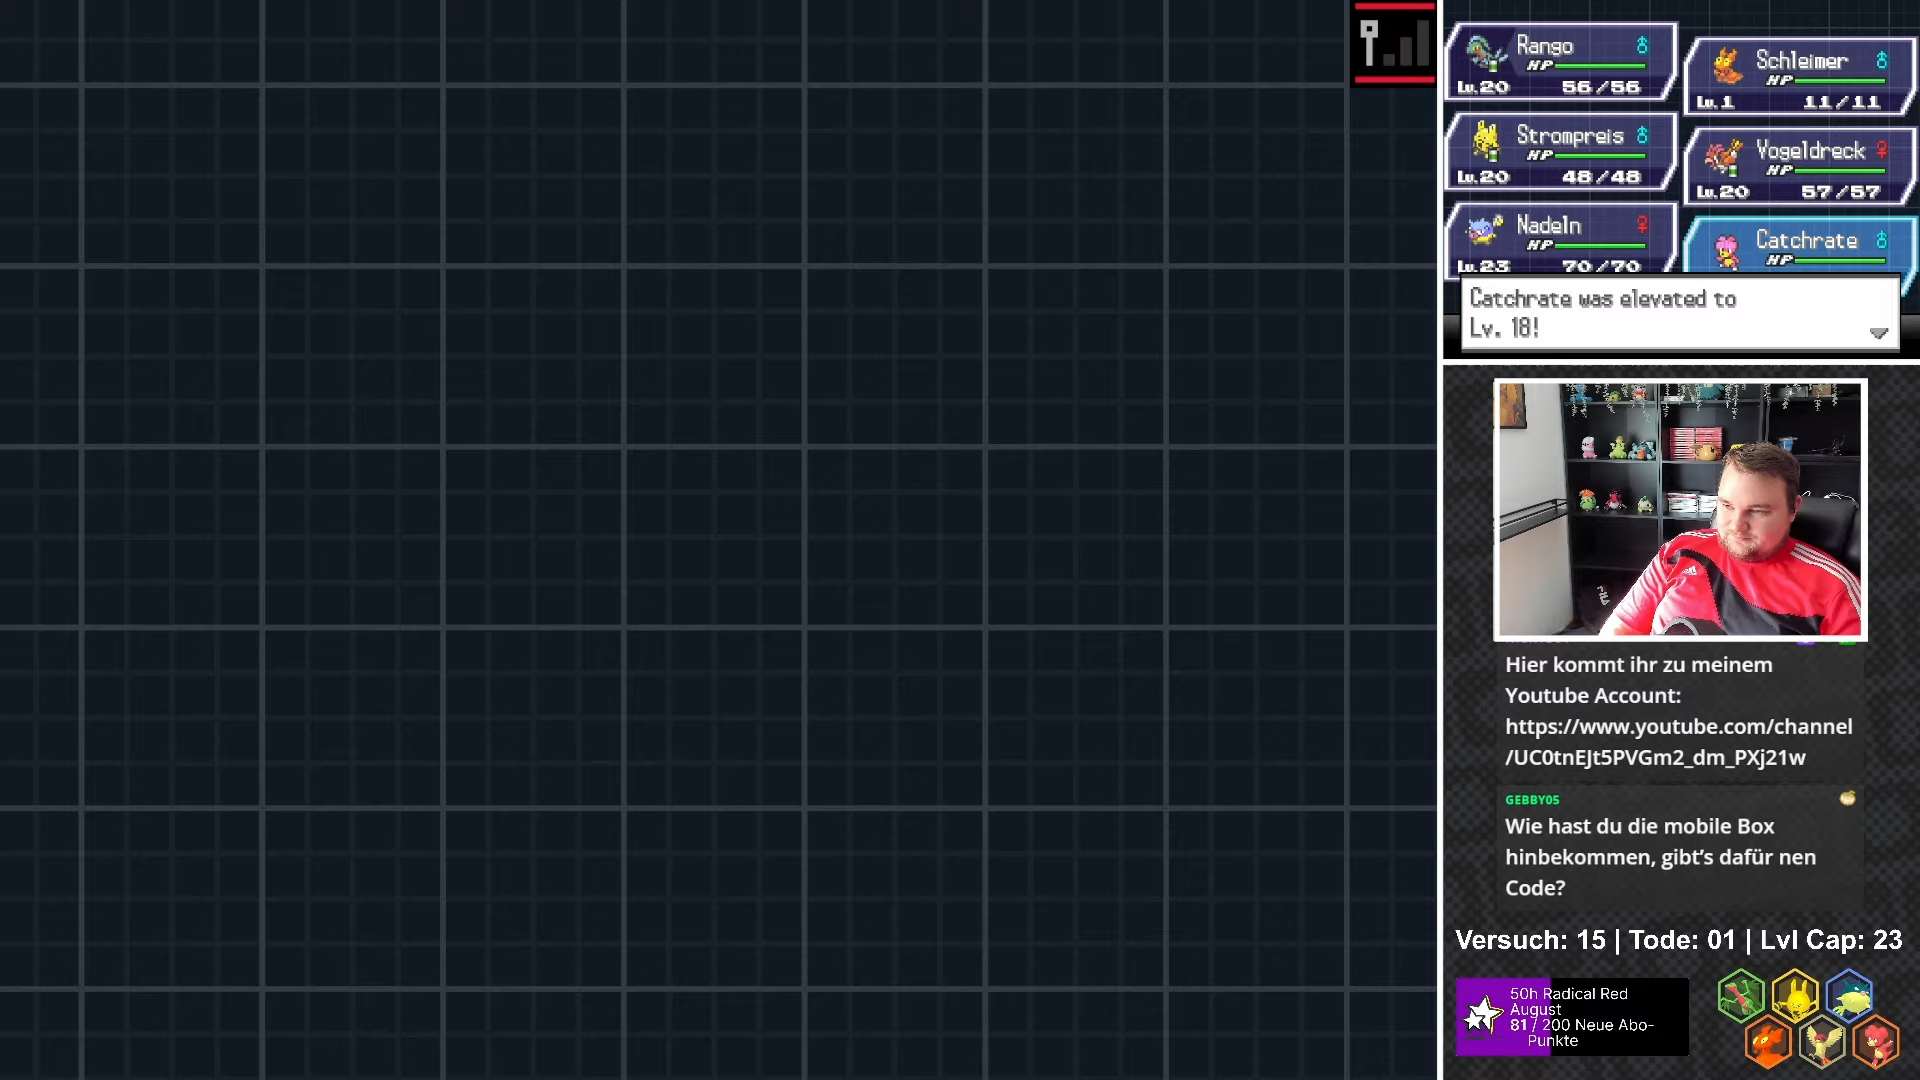 Rango
HP
Lv.20 56/56
Schleimer
HP
Lv.1 11/11
Strompreis
HP
Lv.20 48/48
Vogeldreck
HP
Lv.20 57/57
Nadeln
HP
Lv.23 70/70
Catchrate
HP
Catchrate was elevated to
Lv. 18!
Hier kommt ihr zu meinem
Youtube Account:
https://www.youtube.com/channel
/UC0tnEJt5PVGm2_dm_PXj21w
GEBBY05
Wie hast du die mobile Box
hinbekommen, gibt's dafür nen
Code?
Versuch: 15 | Tode: 01 | Lvl Cap: 23
50h Radical Red
August
81 / 200 Neue Abo-
Punkte